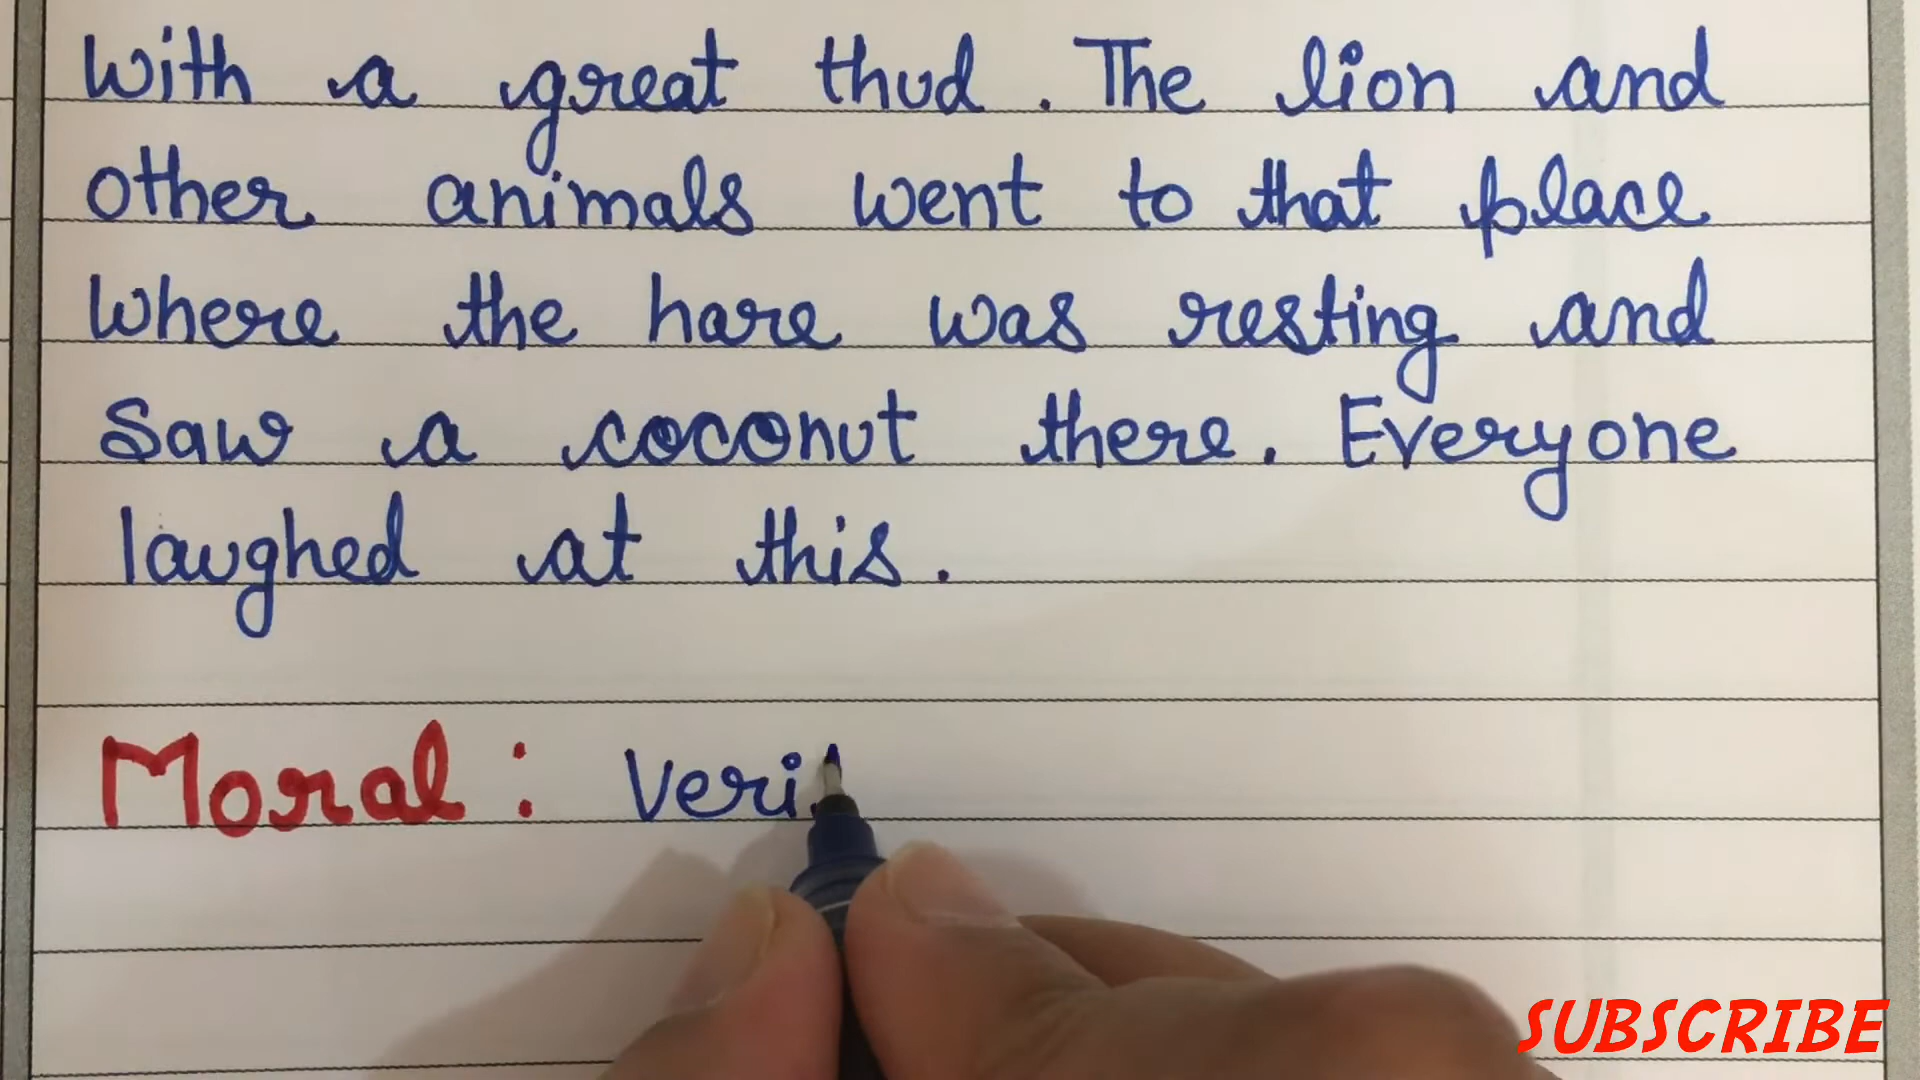 with a great thud. The lion and
other animals went to that place
where the hare was resting and
saw a coconut there. Everyone
laughed at this.
Moral: Veri
SUBSCRIBE